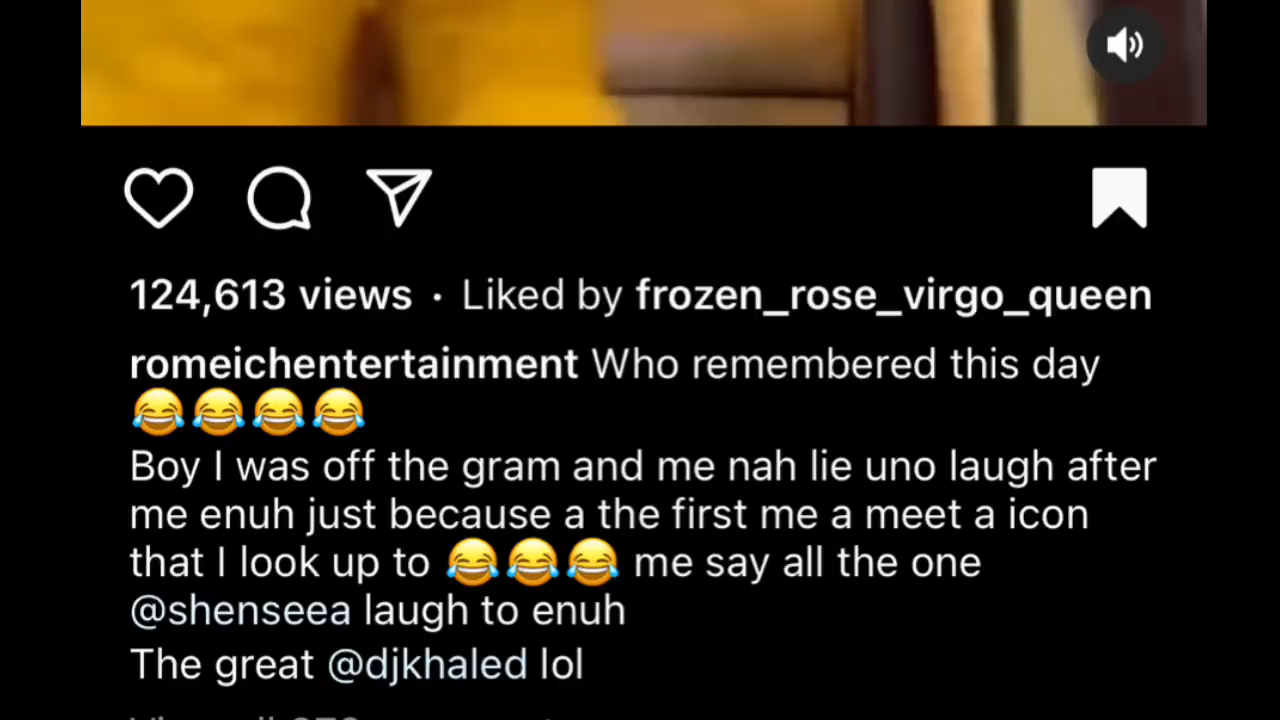 124,613 views · Liked by frozen_rose_virgo_queen
romeichentertainment Who remembered this day
😂😂😂😂
Boy I was off the gram and me nah lie uno laugh after
me enuh just because a the first me a meet a icon
that I look up to 😂😂😂 me say all the one
@shenseea laugh to enuh
The great @djkhaled lol